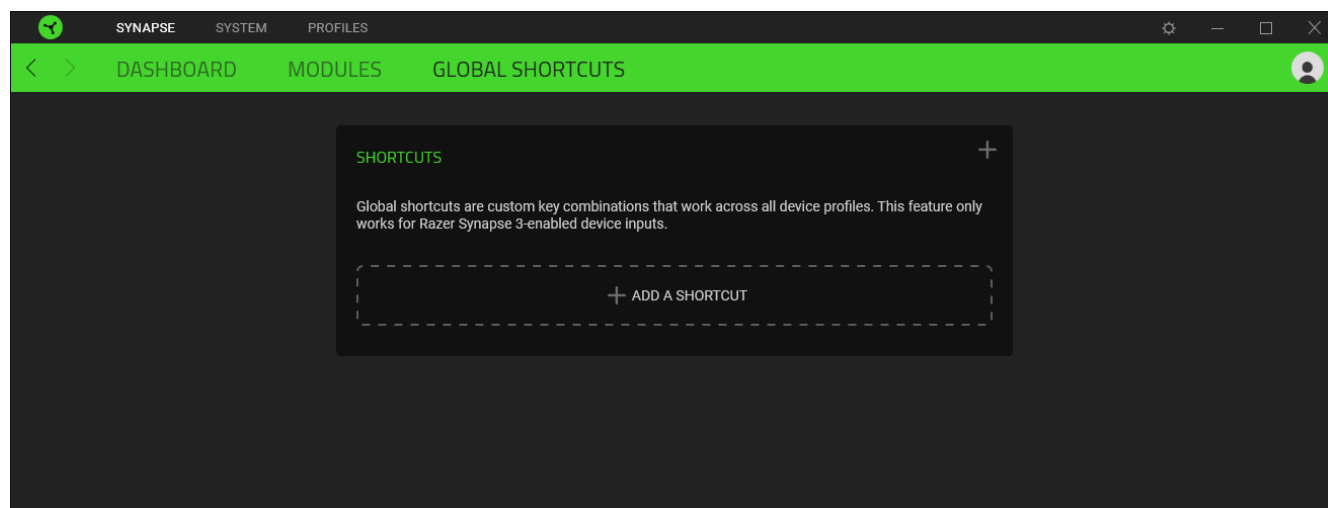 SYNAPSE SYSTEM PROFILES
DASHBOARD MODULES GLOBAL SHORTCUTS
SHORTCUTS
Global shortcuts are custom key combinations that work across all device profiles. This feature only
works for Razer Synapse 3-enabled device inputs.
ADD A SHORTCUT